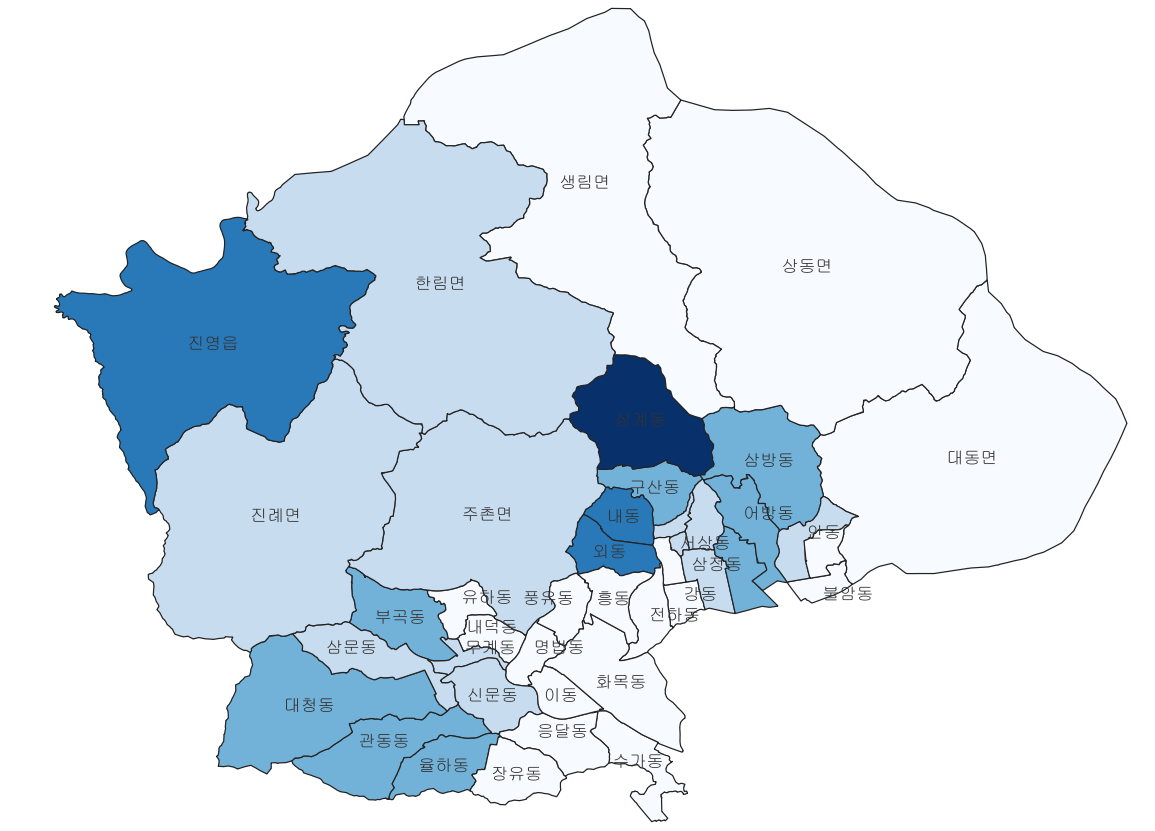 생림면
상동면
한림면
진영읍
삼계동
대동면
삼방동
구산동
진례면
주촌면
내동
어방동
안동
서상동
외동
삼정동
유하동
풍유동
흥동
강동
불암동
부곡동
전하동
내덕동
삼문동
무계동
명법동
화목동
신문동
이동
대청동
응달동
관동동
수가동
율하동
장유동